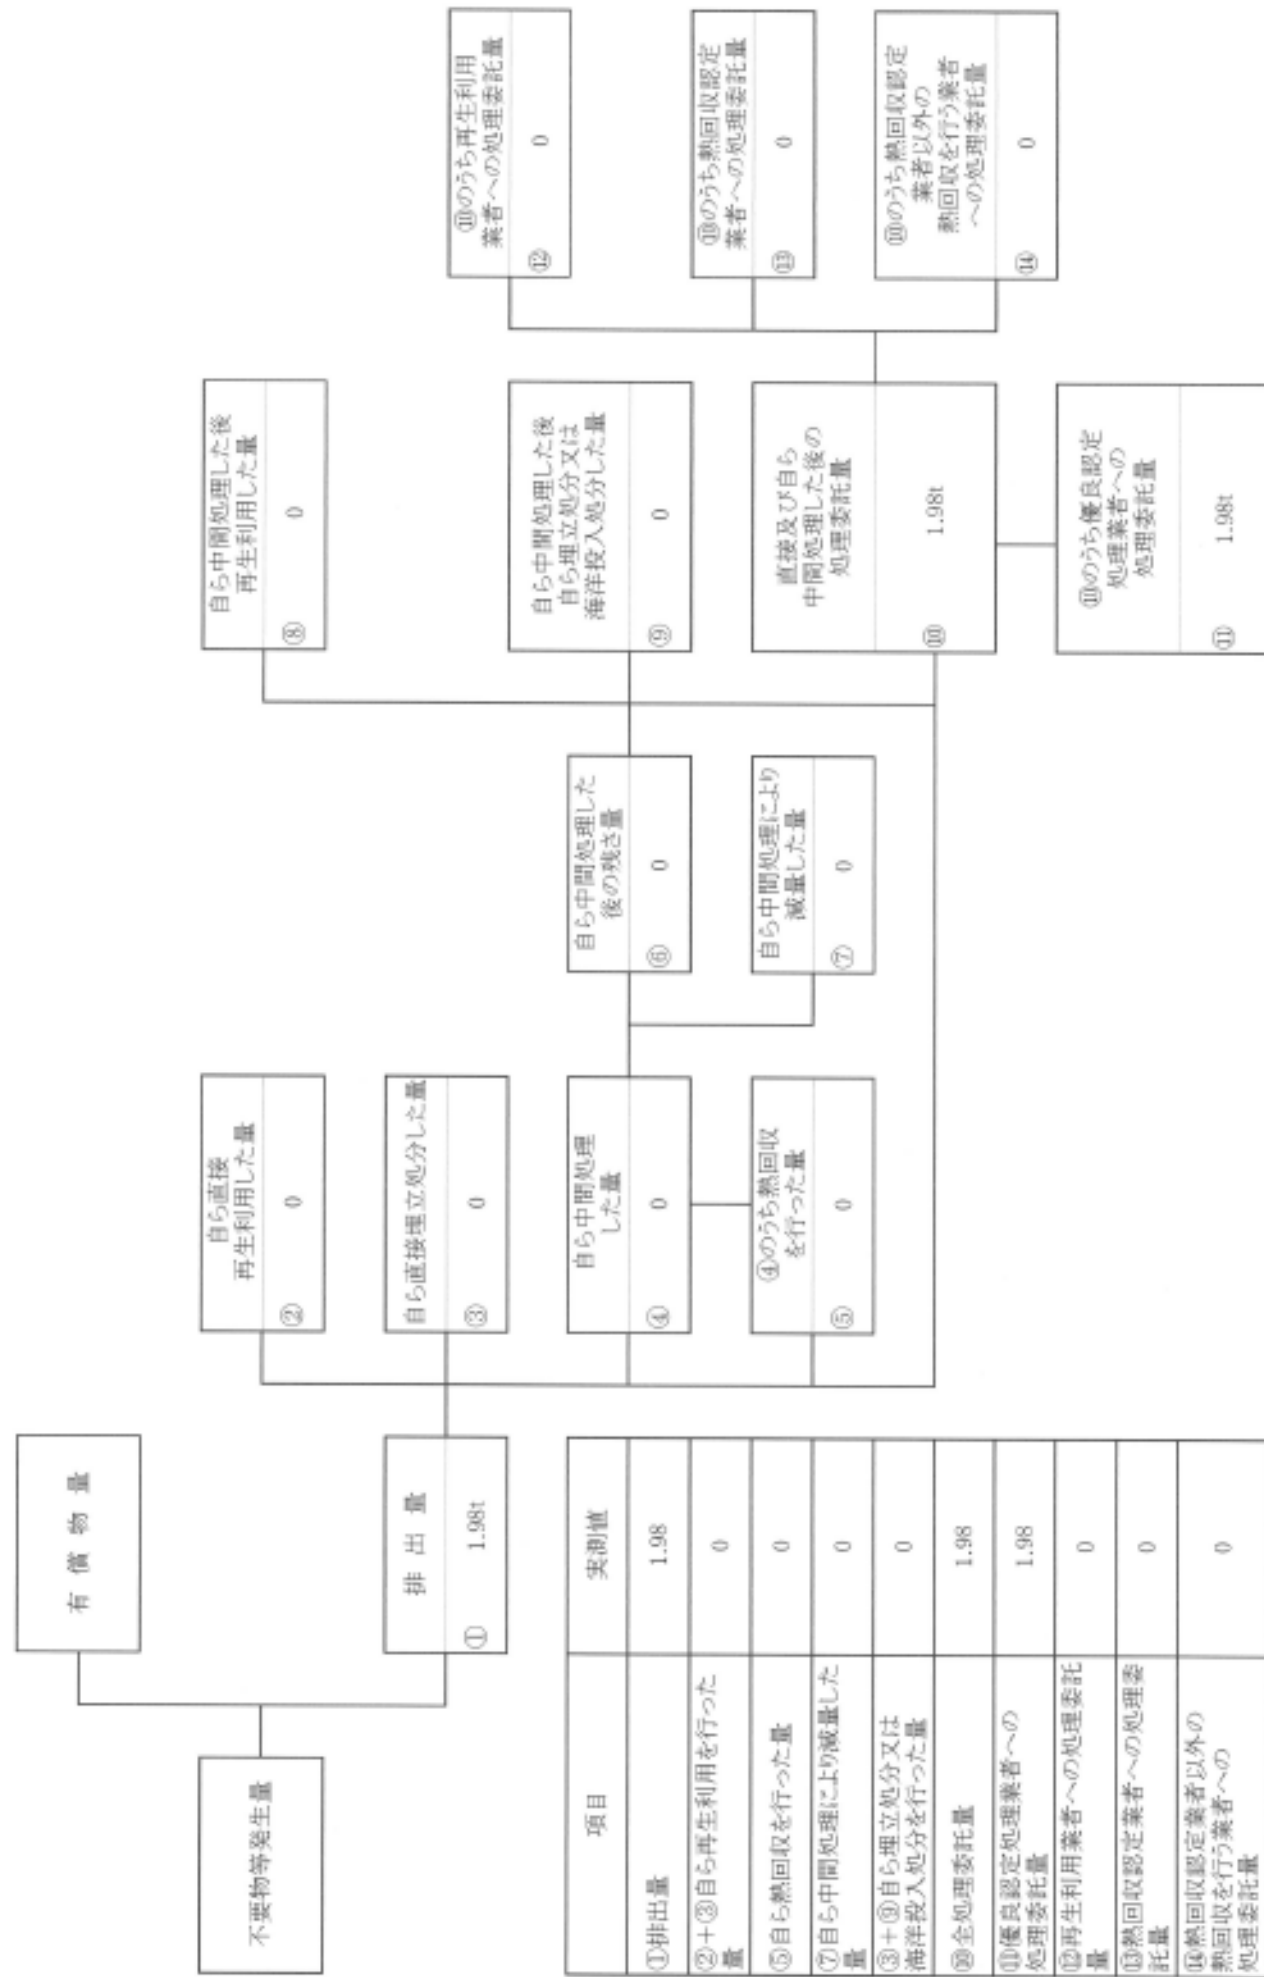 不要物等発生量
有 償 物 量
排 出 量
① 1.98t
自ら直接
再生利用した量
② 0
自ら直接埋立処分した量
③ 0
自ら中間処理
した量
④ 0
④のうち熱回収
を行った量
⑤ 0
自ら中間処理した
後の残さ量
⑥ 0
自ら中間処理により
減量した量
⑦ 0
自ら中間処理した後
再生利用した量
⑧ 0
自ら中間処理した後
自ら埋立処分又は
海洋投入処分した量
⑨ 0
直接及び自ら
中間処理した後の
処理委託量
⑩ 1.98t
⑩のうち優良認定
処理業者への
処理委託量
⑪ 1.98t
⑩のうち再生利用
業者への処理委託量
⑫ 0
⑩のうち熱回収認定
業者への処理委託量
⑬ 0
⑩のうち熱回収認定
業者以外の
熱回収を行う業者
への処理委託量
⑭ 0
項目 実測値
①排出量 1.98
②+③自ら再生利用を行った
量 0
⑤自ら熱回収を行った量 0
⑦自ら中間処理により減量した
量 0
③+⑨自ら埋立処分又は
海洋投入処分を行った量 0
⑩全処理委託量 1.98
⑪優良認定処理業者への
処理委託量 1.98
⑫再生利用業者への処理委託
量 0
⑬熱回収認定業者への処理委
託量 0
⑭熱回収認定業者以外の
熱回収を行う業者への
処理委託量 0